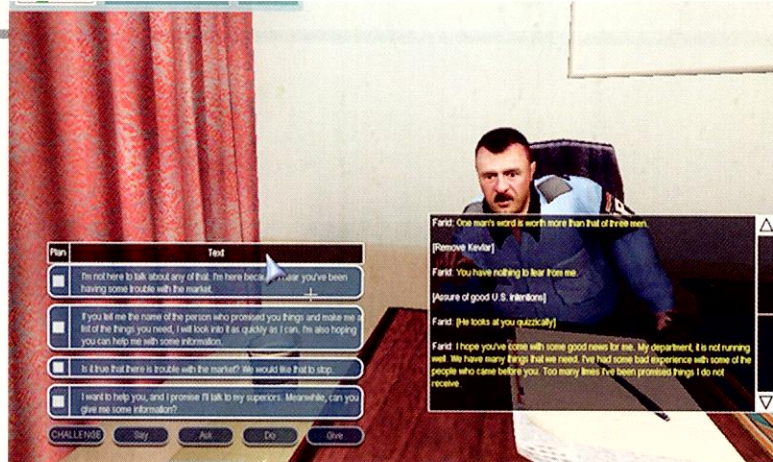 Plan Text
I'm not here to talk about any of that. I'm here because I hear you've been
having some trouble with the market.
If you tell me the name of the person who promised you things and make me a
list of the things you need, I will look into it as quickly as I can. I'm also hoping
you can help me with some information.
Is it true that there is trouble with the market? We would like that to stop.
I want to help you, and I promise I'll talk to my superiors. Meanwhile, can you
give me some information?
CHALLENGE Say Ask Do Give
Farid: One man's word is worth more than that of three men.
[Remove Kevlar]
Farid: You have nothing to fear from me.
[Assure of good U.S. intentions]
Farid: [He looks at you quizzically]
Farid: I hope you've come with some good news for me. My department, it is not running
well. We have many things that we need. I've had some bad experience with some of the
people who came before you. Too many times I've been promised things I do not
receive.